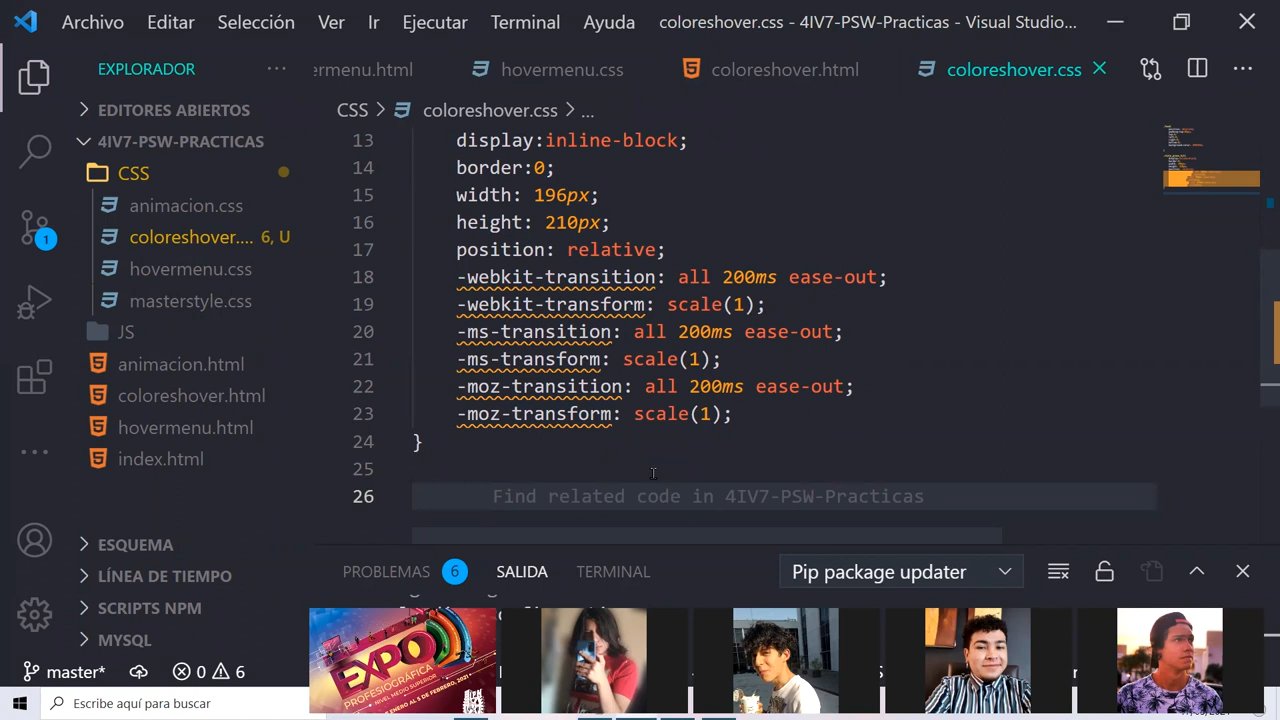 Archivo Editar Selección Ver Ir Ejecutar Terminal Ayuda coloreshover.css - 4IV7-PSW-Practicas - Visual Studio...
EXPLORADOR
ermenu.html hovermenu.css coloreshover.html coloreshover.css
EDITORES ABIERTOS
4IV7-PSW-PRACTICAS
CSS
animacion.css
coloreshover.... 6, U
hovermenu.css
masterstyle.css
JS
animacion.html
coloreshover.html
hovermenu.html
index.html
ESQUEMA
LÍNEA DE TIEMPO
SCRIPTS NPM
MYSQL
1
CSS > coloreshover.css > ...
13 display:inline-block;
14 border:0;
15 width: 196px;
16 height: 210px;
17 position: relative;
18 -webkit-transition: all 200ms ease-out;
19 -webkit-transform: scale(1);
20 -ms-transition: all 200ms ease-out;
21 -ms-transform: scale(1);
22 -moz-transition: all 200ms ease-out;
23 -moz-transform: scale(1);
24 }
25
26 Find related code in 4IV7-PSW-Practicas
PROBLEMAS 6 SALIDA TERMINAL Pip package updater
EXPO
PROFESIOGRÁFICA
NIVEL MEDIO SUPERIOR
master* 0 6
Escribe aquí para buscar